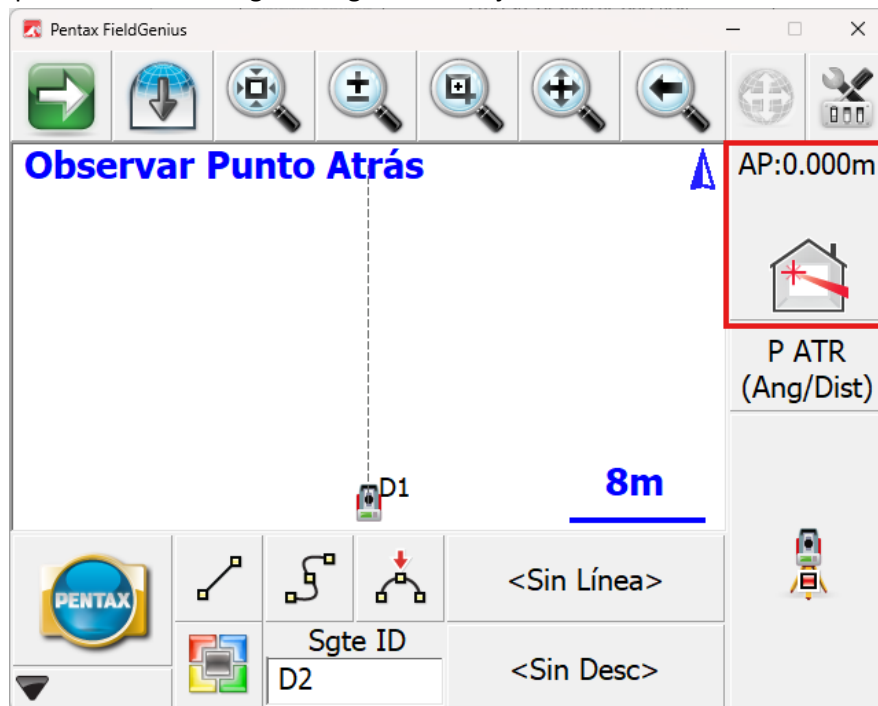 Pentax FieldGenius
Observar Punto Atrás
AP:0.000m
P ATR
(Ang/Dist)
D1
8m
PENTAX
<Sin Línea>
Sgte ID
D2
<Sin Desc>